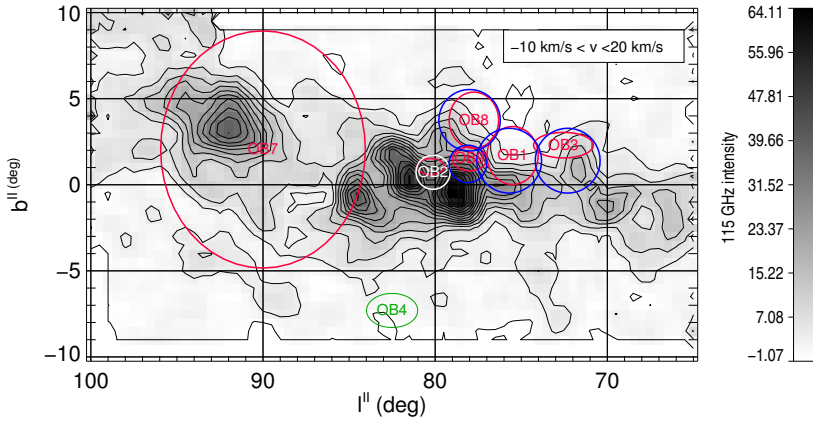 −10 km/s < v <20 km/s
10
5
0
−5
−10
b^II (deg)
100
90
80
70
l^II (deg)
OB7
OB8
OB1
OB3
OB2
OB4
64.11
55.96
47.81
39.66
31.52
23.37
15.22
7.08
−1.07
115 GHz intensity